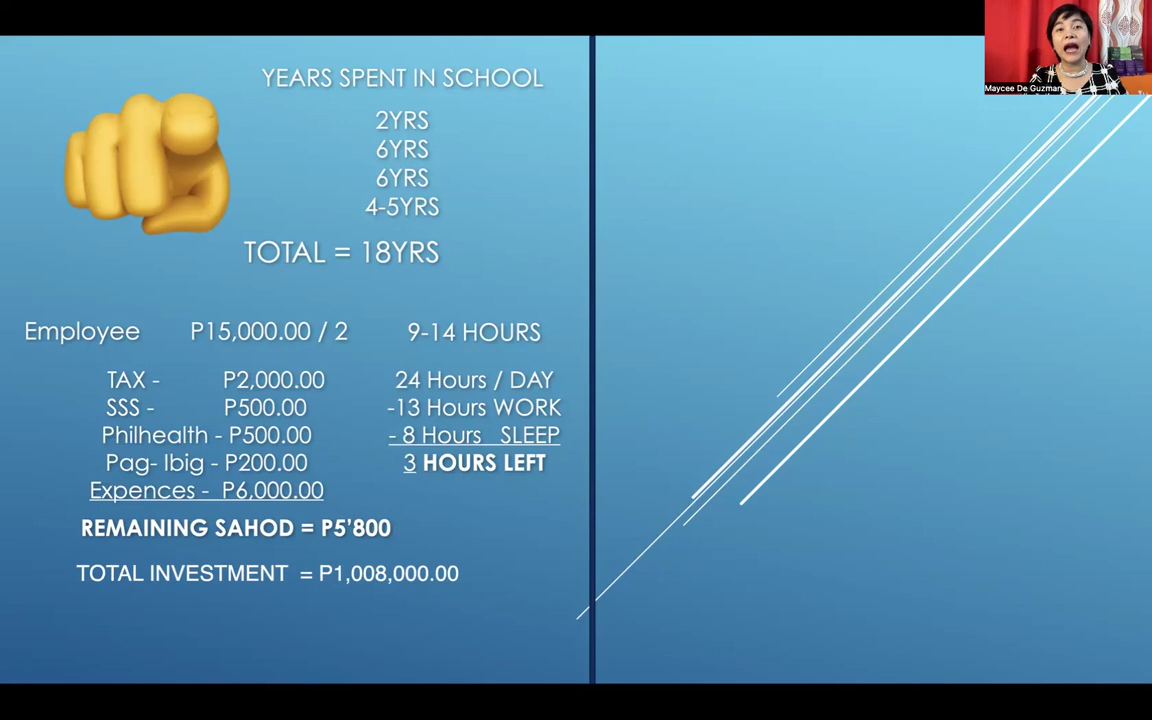 YEARS SPENT IN SCHOOL
2YRS
6YRS
6YRS
4-5YRS
TOTAL = 18YRS
Employee P15,000.00 / 2 9-14 HOURS
TAX - P2,000.00
SSS - P500.00
Philhealth - P500.00
Pag- Ibig - P200.00
Expences - P6,000.00
24 Hours / DAY
-13 Hours WORK
- 8 Hours SLEEP
3 HOURS LEFT
REMAINING SAHOD = P5'800
TOTAL INVESTMENT = P1,008,000.00
Maycee De Guzman